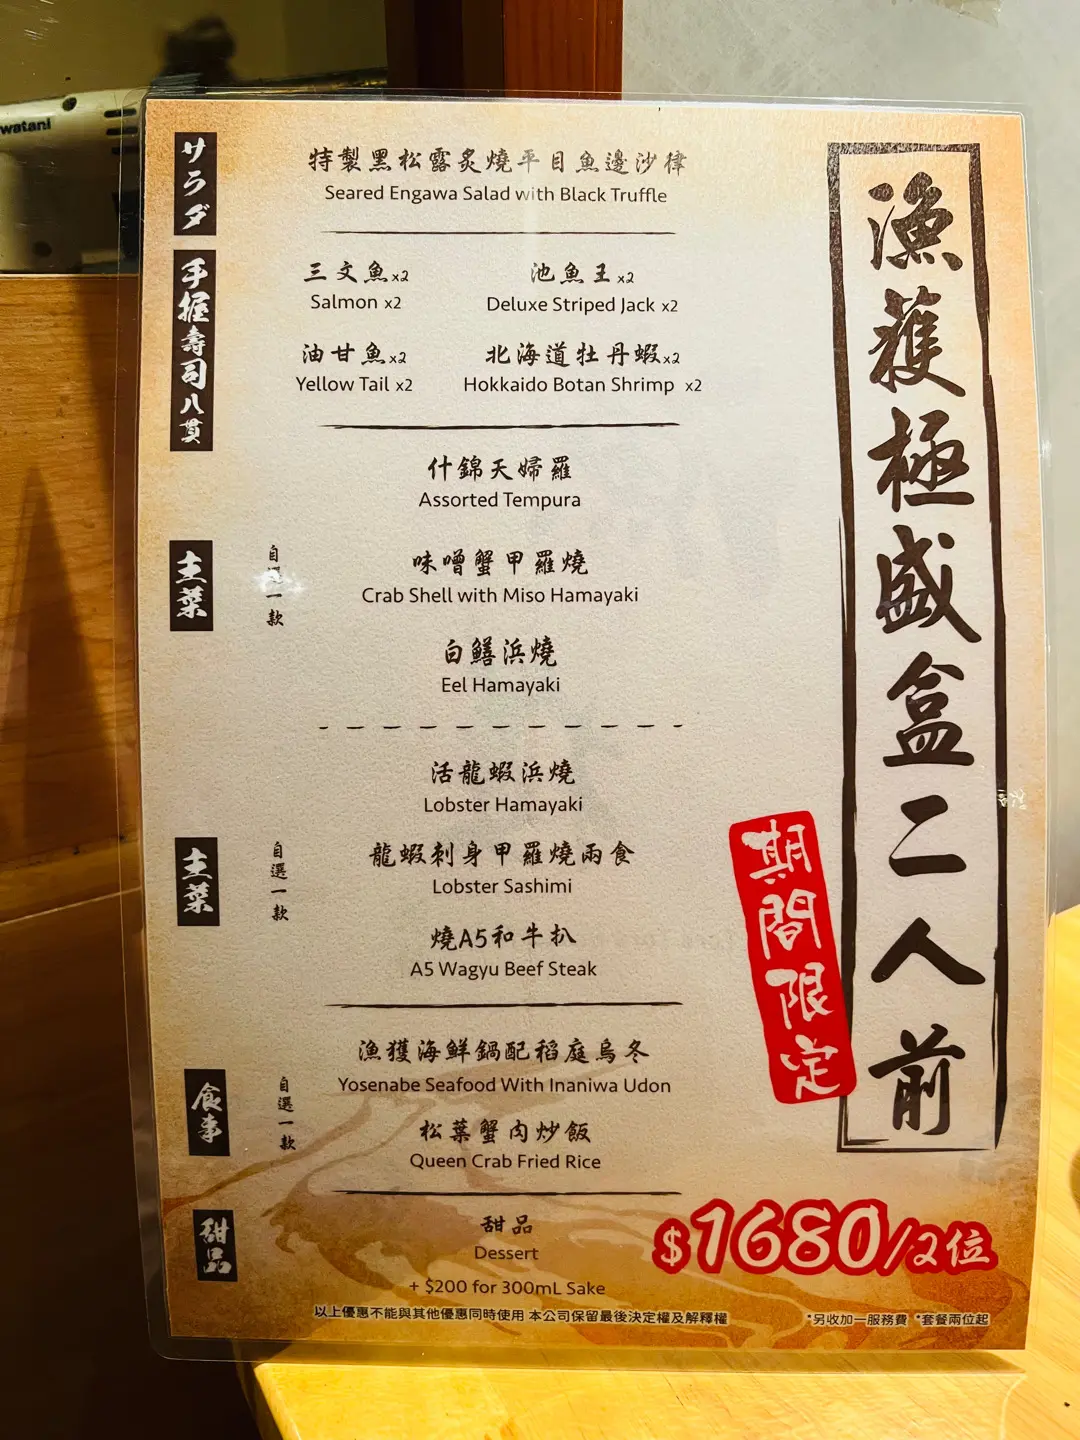 watani
サラダ
特製黑松露炙燒平目魚邊沙律
Seared Engawa Salad with Black Truffle
手握壽司八貫
三文魚x2
Salmon x2
池魚王x2
Deluxe Striped Jack x2
油甘魚x2
Yellow Tail x2
北海道牡丹蝦x2
Hokkaido Botan Shrimp x2
什錦天婦羅
Assorted Tempura
主菜
自選一款
味噌蟹甲羅燒
Crab Shell with Miso Hamayaki
白鱔浜燒
Eel Hamayaki
活龍蝦浜燒
Lobster Hamayaki
主菜
自選一款
龍蝦刺身甲羅燒兩食
Lobster Sashimi
燒A5和牛扒
A5 Wagyu Beef Steak
食事
自選一款
漁獲海鮮鍋配稻庭烏冬
Yosenabe Seafood With Inaniwa Udon
松葉蟹肉炒飯
Queen Crab Fried Rice
甜品
甜品
Dessert
+ $200 for 300mL Sake
漁獲極盛盒二人前
期間限定
$1680/2位
以上優惠不能與其他優惠同時使用 本公司保留最後決定權及解釋權
*另收加一服務費 *套餐兩位起